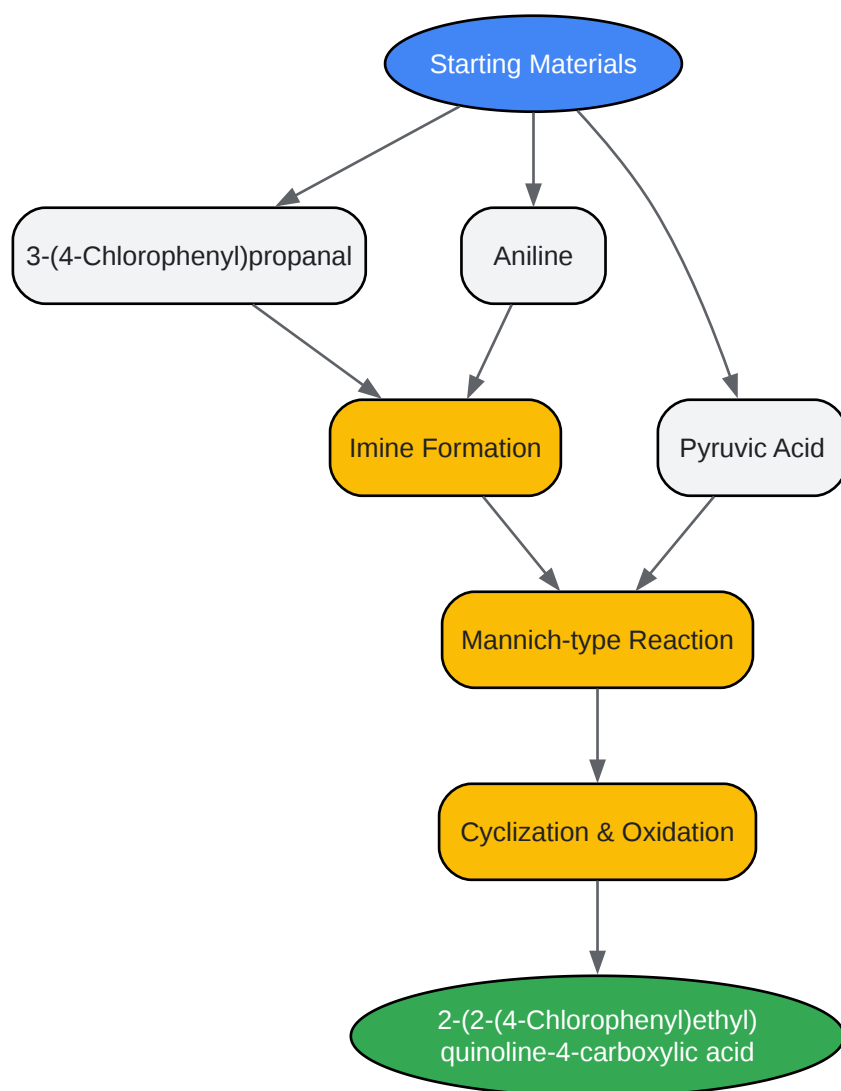 Starting Materials
3-(4-Chlorophenyl)propanal
Aniline
Imine Formation
Pyruvic Acid
Mannich-type Reaction
Cyclization & Oxidation
2-(2-(4-Chlorophenyl)ethyl)
quinoline-4-carboxylic acid